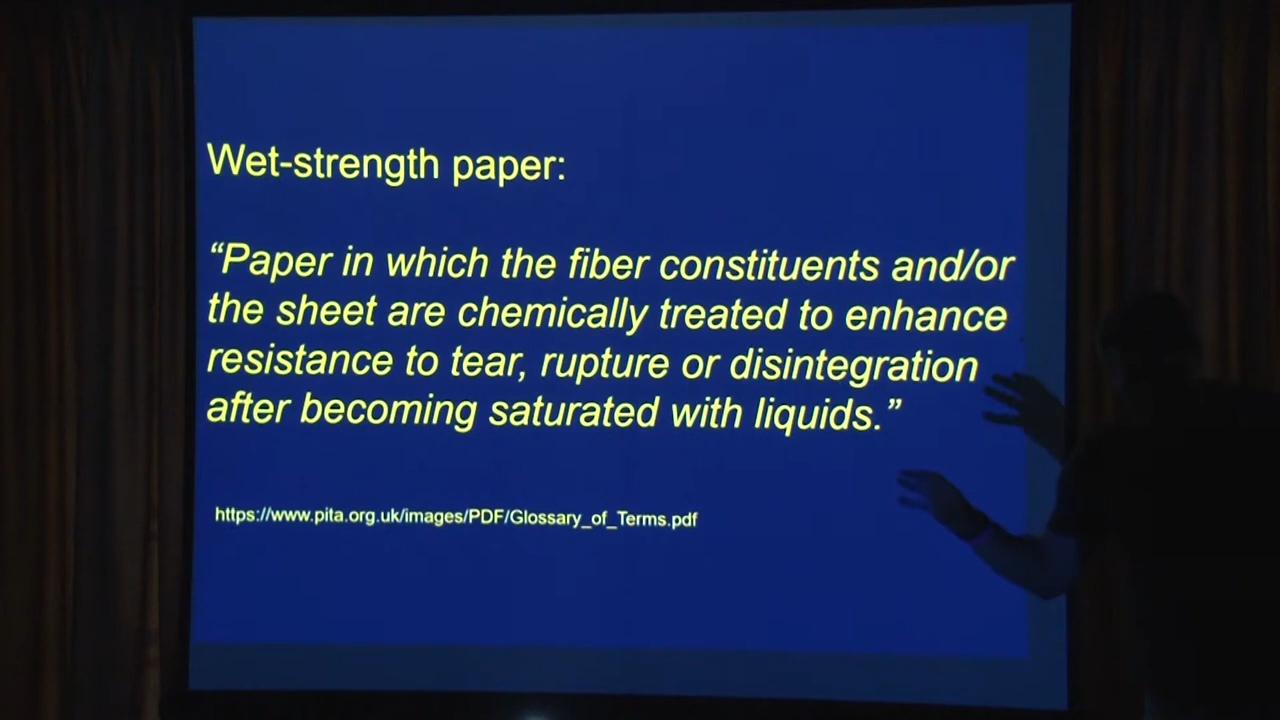 Wet-strength paper:
“Paper in which the fiber constituents and/or
the sheet are chemically treated to enhance
resistance to tear, rupture or disintegration
after becoming saturated with liquids.”
https://www.pita.org.uk/images/PDF/Glossary_of_Terms.pdf